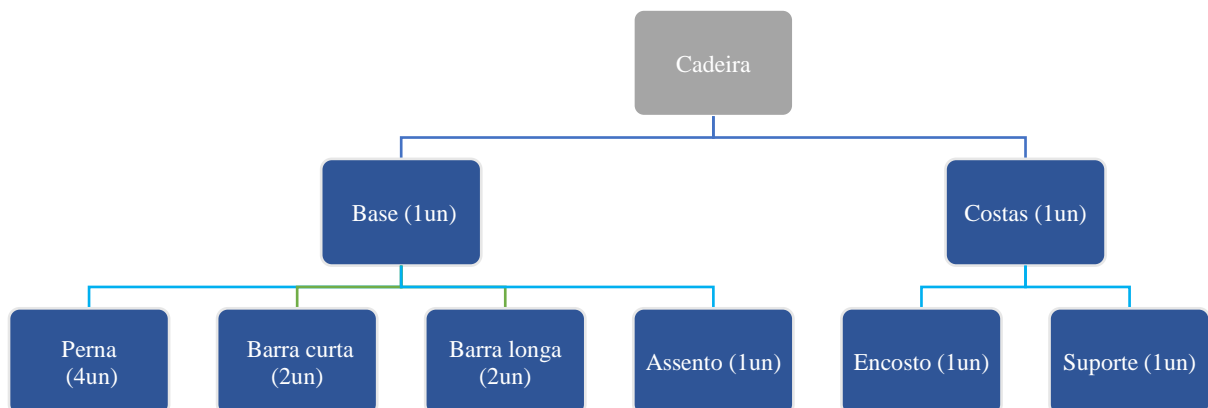 Cadeira
Base (1un)
Costas (1un)
Perna
(4un)
Barra curta
(2un)
Barra longa
(2un)
Assento (1un)
Encosto (1un)
Suporte (1un)